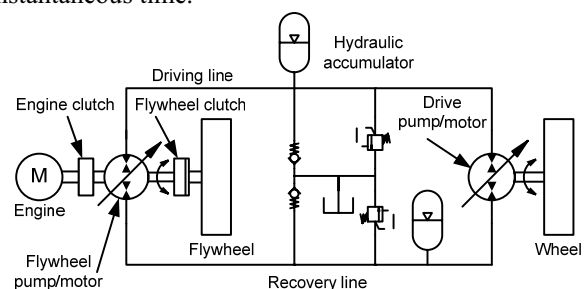 nstantaneous time.
Hydraulic
accumulator
Driving line
Engine clutch
Flywheel clutch
Drive
pump/motor
M
Engine
Flywheel
Wheel
Flywheel
pump/motor
Recovery line